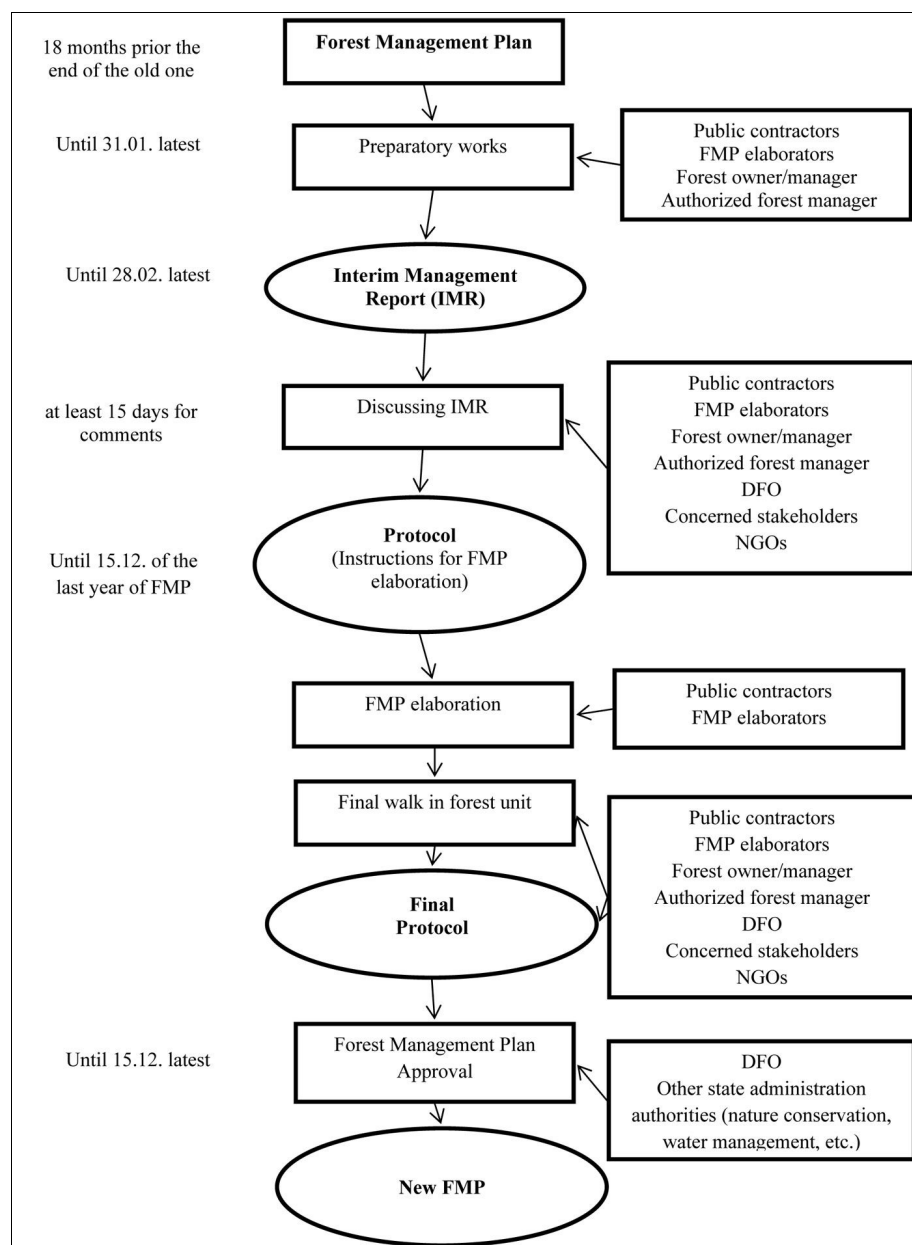 18 months prior the
end of the old one
Forest Management Plan
Until 31.01. latest
Preparatory works
Public contractors
FMP elaborators
Forest owner/manager
Authorized forest manager
Until 28.02. latest
Interim Management
Report (IMR)
at least 15 days for
comments
Discussing IMR
Public contractors
FMP elaborators
Forest owner/manager
Authorized forest manager
DFO
Concerned stakeholders
NGOs
Until 15.12. of the
last year of FMP
Protocol
(Instructions for FMP
elaboration)
FMP elaboration
Public contractors
FMP elaborators
Final walk in forest unit
Public contractors
FMP elaborators
Forest owner/manager
Authorized forest manager
DFO
Concerned stakeholders
NGOs
Final
Protocol
Until 15.12. latest
Forest Management Plan
Approval
DFO
Other state administration
authorities (nature conservation,
water management, etc.)
New FMP